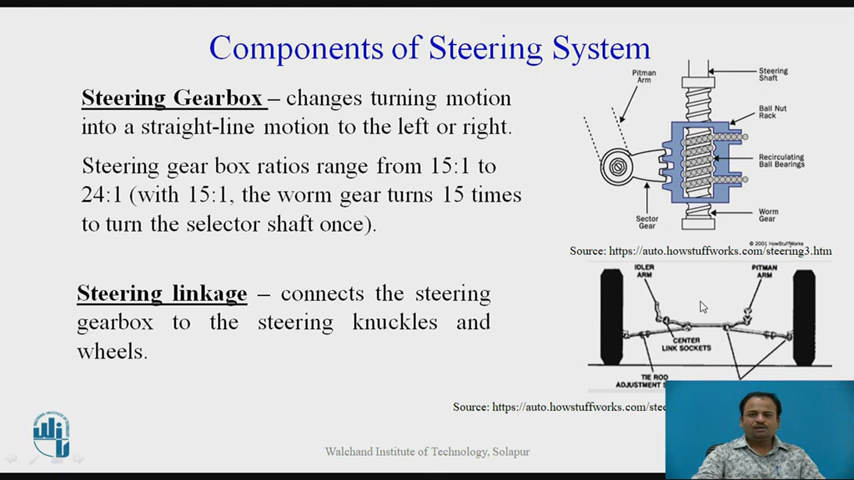 Components of Steering System
Steering Gearbox – changes turning motion
into a straight-line motion to the left or right.
Steering gear box ratios range from 15:1 to
24:1 (with 15:1, the worm gear turns 15 times
to turn the selector shaft once).
Steering linkage – connects the steering
gearbox to the steering knuckles and
wheels.
Pitman
Arm
Steering
Shaft
Ball Nut
Rack
Recirculating
Ball Bearings
Sector
Gear
Worm
Gear
© 2001 HowStuffWorks
Source: https://auto.howstuffworks.com/steering3.htm
IDLER
ARM
PITMAN
ARM
CENTER
LINK SOCKETS
TIE ROD
ADJUSTMENT
Source: https://auto.howstuffworks.com/stee
Walchand Institute of Technology, Solapur